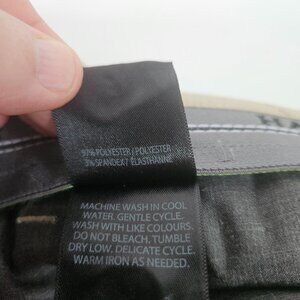 97% POLYESTER / POLYESTER
3% SPANDEX / ÉLASTHANNE
MACHINE WASH IN COOL
WATER. GENTLE CYCLE.
WASH WITH LIKE COLOURS.
DO NOT BLEACH. TUMBLE
DRY LOW. DELICATE CYCLE.
WARM IRON AS NEEDED.